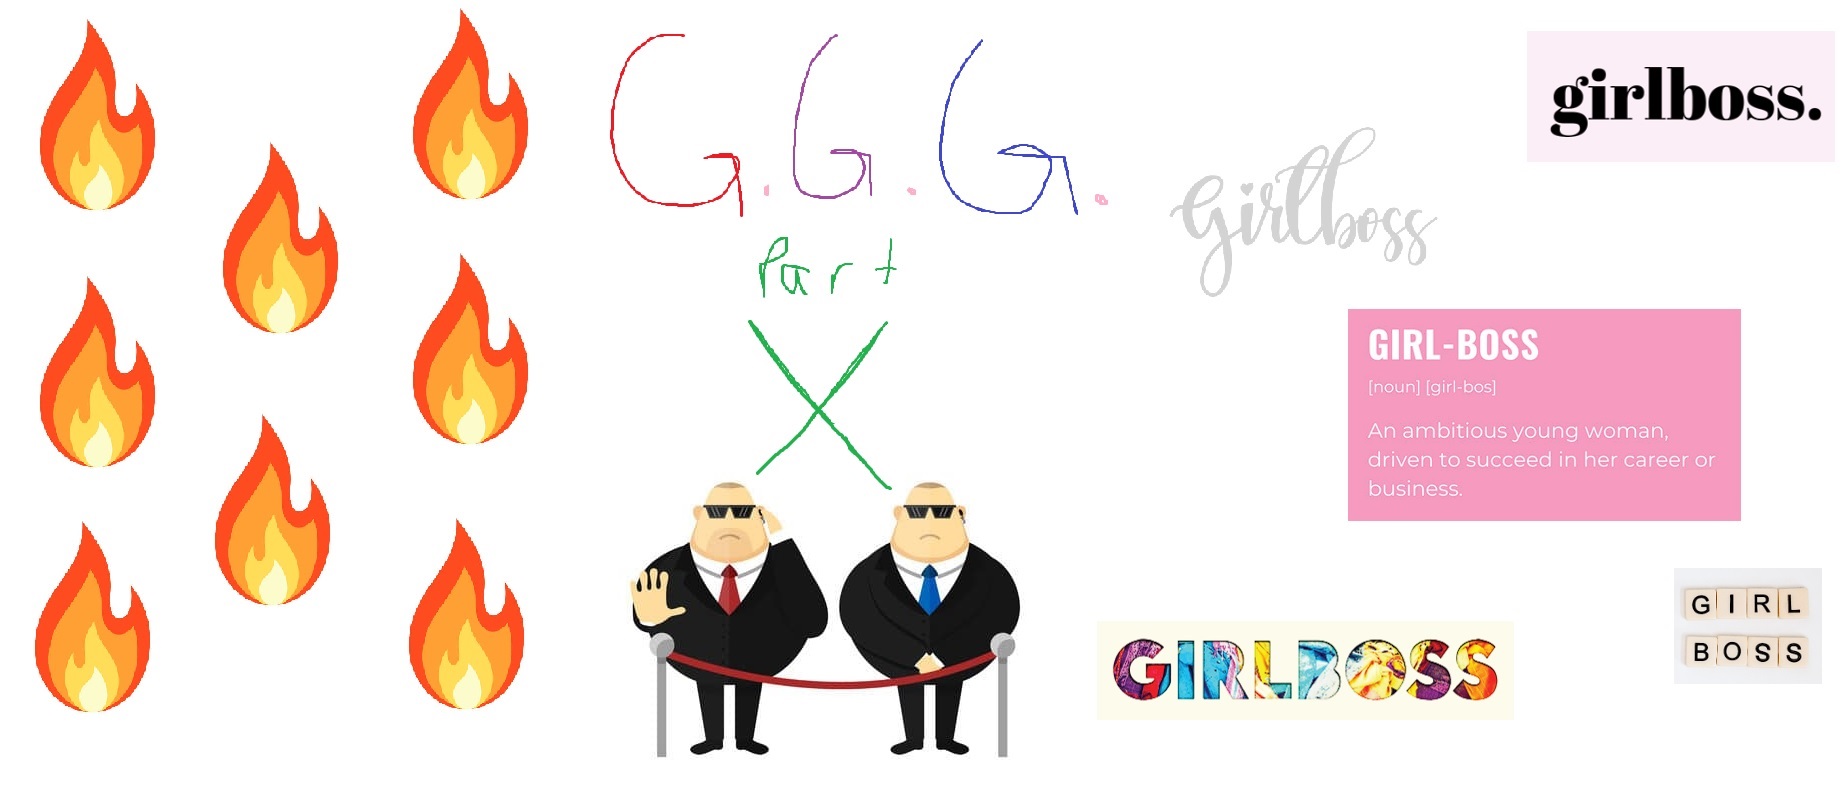 G.G.G.
Part
X
girlboss.
Girlboss
GIRL-BOSS
[noun] [girl-bos]
An ambitious young woman,
driven to succeed in her career or
business.
GIRL
BOSS
GIRLBOSS